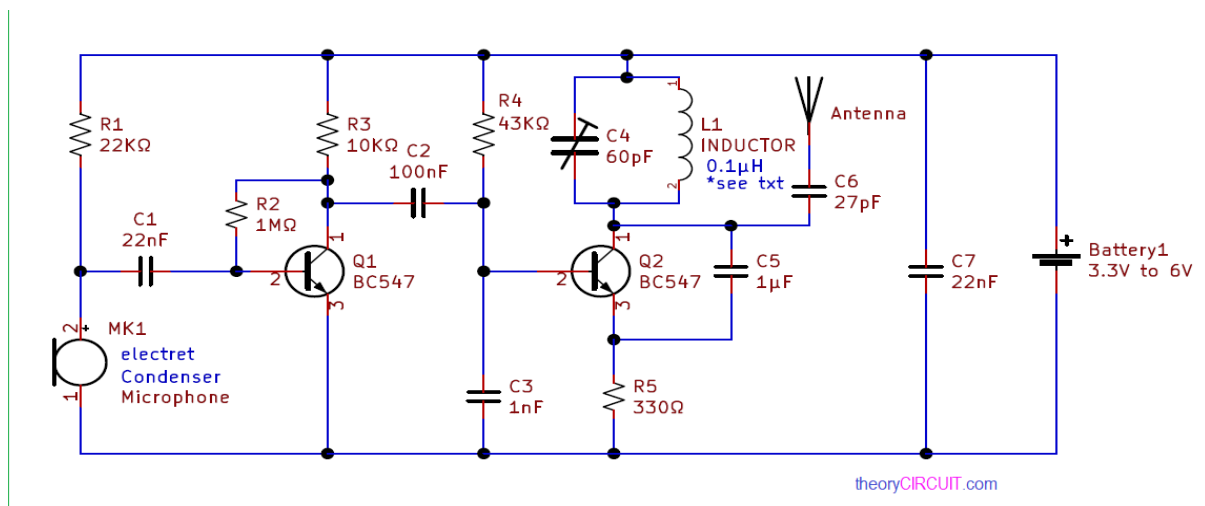 R1
22KΩ
R3
10KΩ
R4
43KΩ
C2
100nF
C4
60pF
1
L1
INDUCTOR
0.1µH
*see txt
2
Antenna
C6
27pF
R2
1MΩ
C1
22nF
1
2
3
Q1
BC547
1
2
3
Q2
BC547
C5
1µF
C7
22nF
+
Battery1
3.3V to 6V
2
+
MK1
electret
Condenser
Microphone
1
C3
1nF
R5
330Ω
theoryCIRCUIT.com